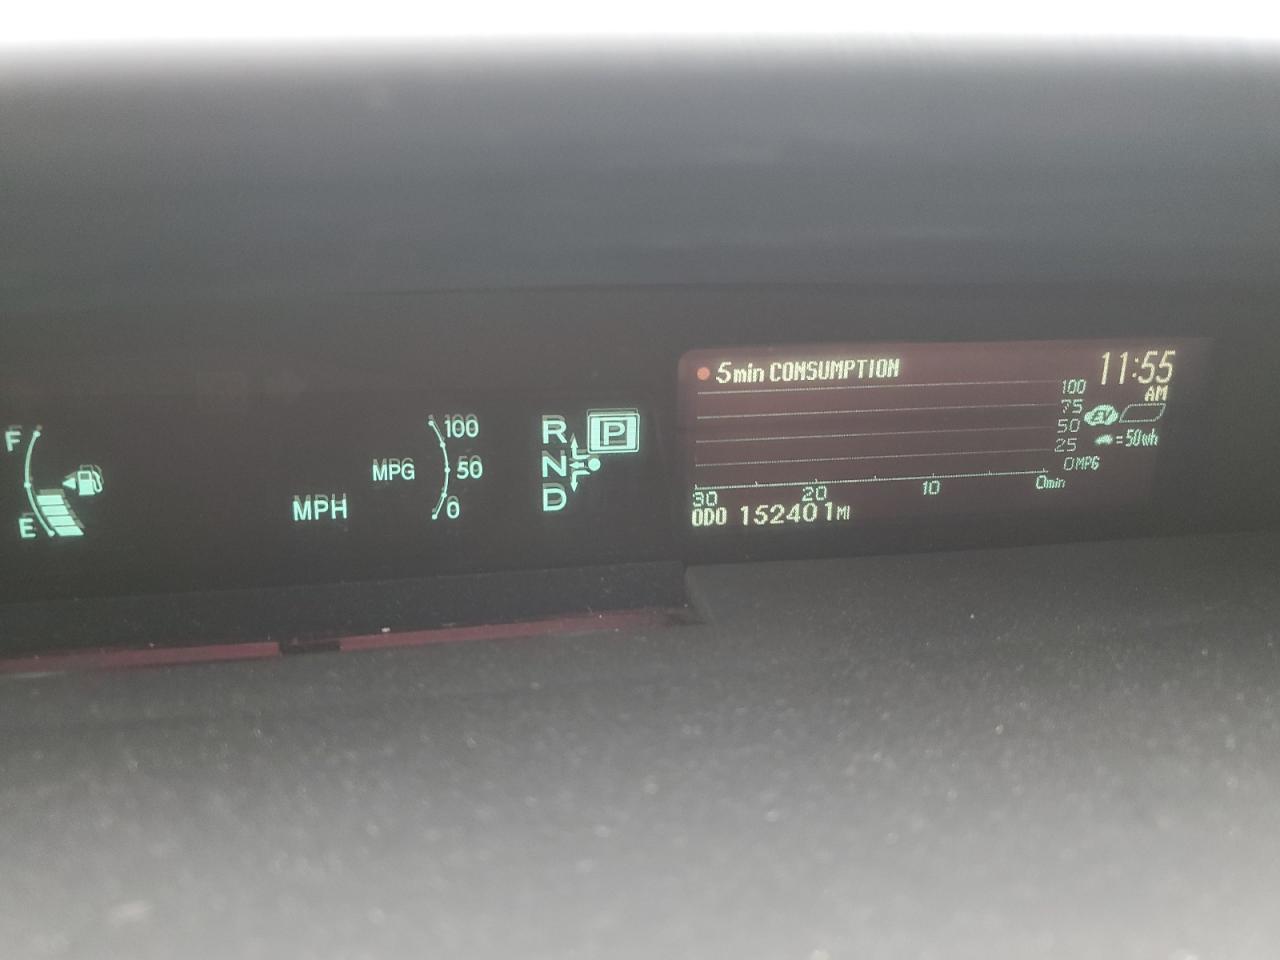 F
E
MPH
MPG
100
50
0
R P
N
D
5min CONSUMPTION
11:55
AM
100
75
50
25
0MPG
EV
=50wh
30 20 10 0min
ODO 152401MI